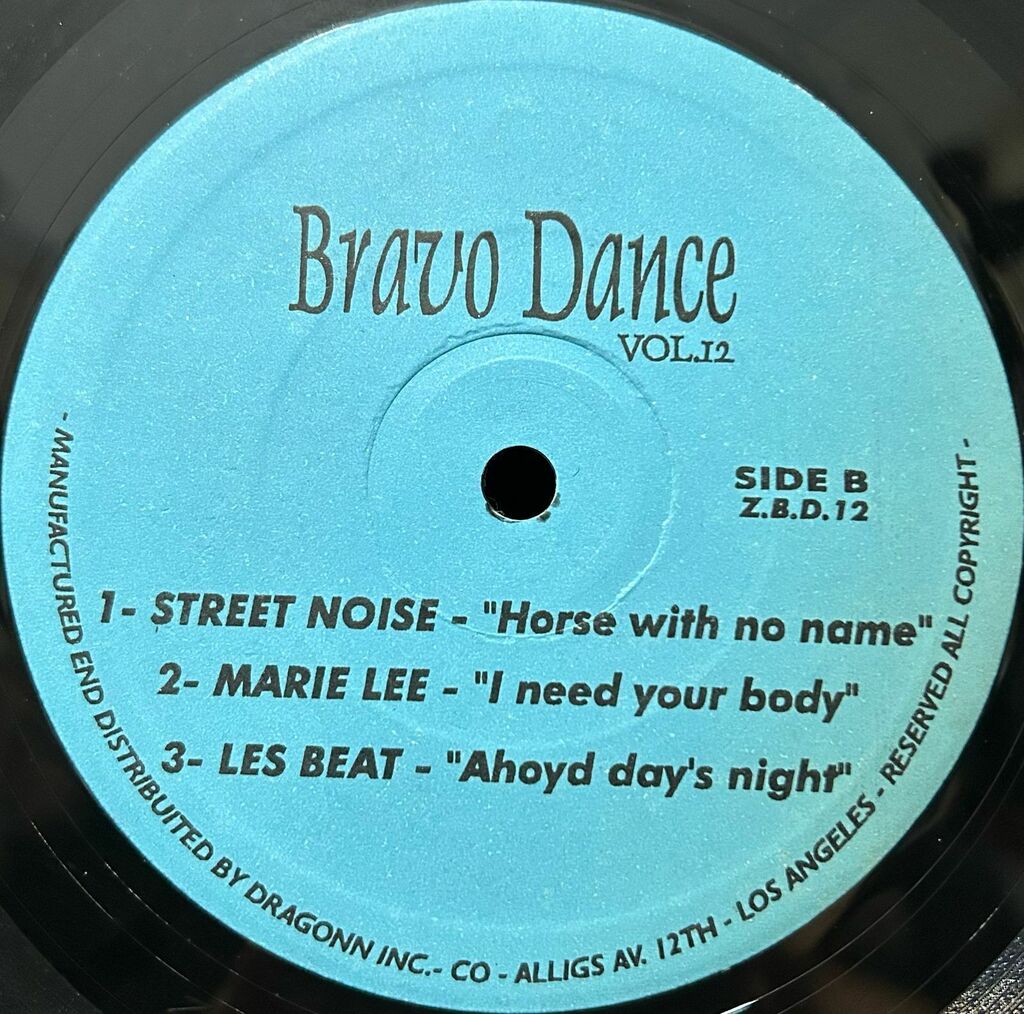 Bravo Dance
VOL.12
SIDE B
Z.B.D.12
1- STREET NOISE - "Horse with no name"
2- MARIE LEE - "I need your body"
3- LES BEAT - "Ahoyd day's night"
- MANUFACTURED END DISTRIBUITED BY DRAGONN INC.- CO - ALLIGS AV. 12TH - LOS ANGELES - RESERVED ALL COPYRIGHT -